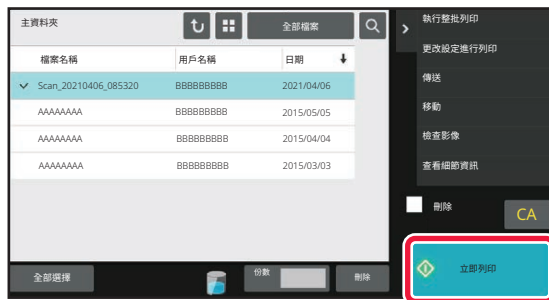 主資料夾
全部檔案
檔案名稱 用戶名稱 日期
Scan_20210406_085320 BBBBBBBBB 2021/04/06
AAAAAAAA BBBBBBBBB 2015/05/05
AAAAAAAA BBBBBBBBB 2015/04/04
AAAAAAAA BBBBBBBBB 2015/03/03
全部選擇
份數
刪除
執行整批列印
更改設定進行列印
傳送
移動
檢查影像
查看細節資訊
刪除
CA
立即列印